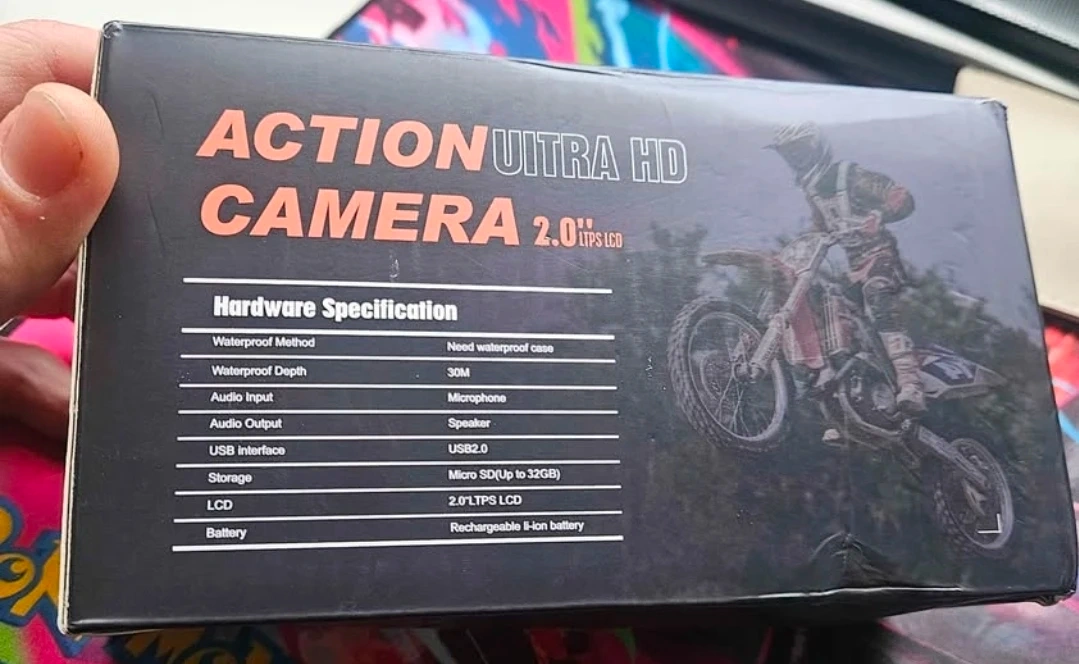 ACTION UITRA HD
CAMERA 2.0" LTPS LCD
Hardware Specification
Waterproof Method Need waterproof case
Waterproof Depth 30M
Audio Input Microphone
Audio Output Speaker
USB interface USB2.0
Storage Micro SD(Up to 32GB)
LCD 2.0"LTPS LCD
Battery Rechargeable li-ion battery